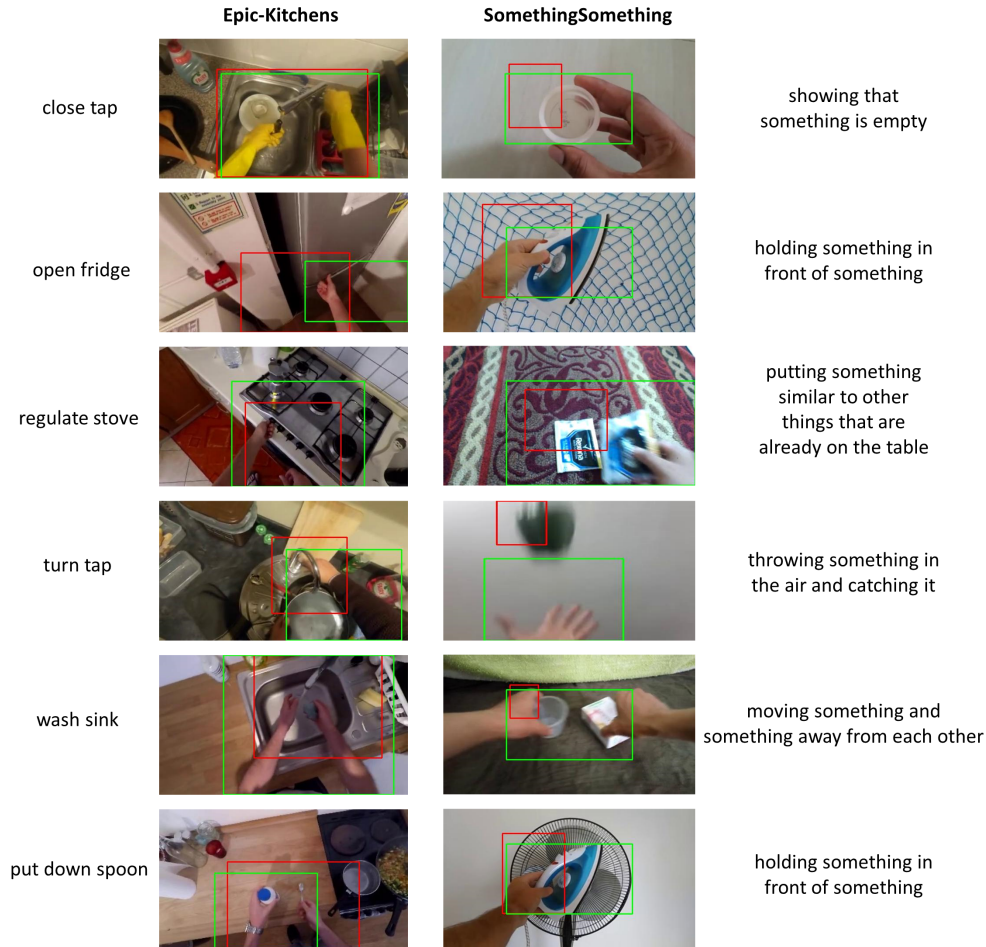 Epic-Kitchens
SomethingSomething
close tap
showing that
something is empty
open fridge
holding something in
front of something
regulate stove
putting something
similar to other
things that are
already on the table
turn tap
throwing something in
the air and catching it
wash sink
moving something and
something away from each other
put down spoon
holding something in
front of something